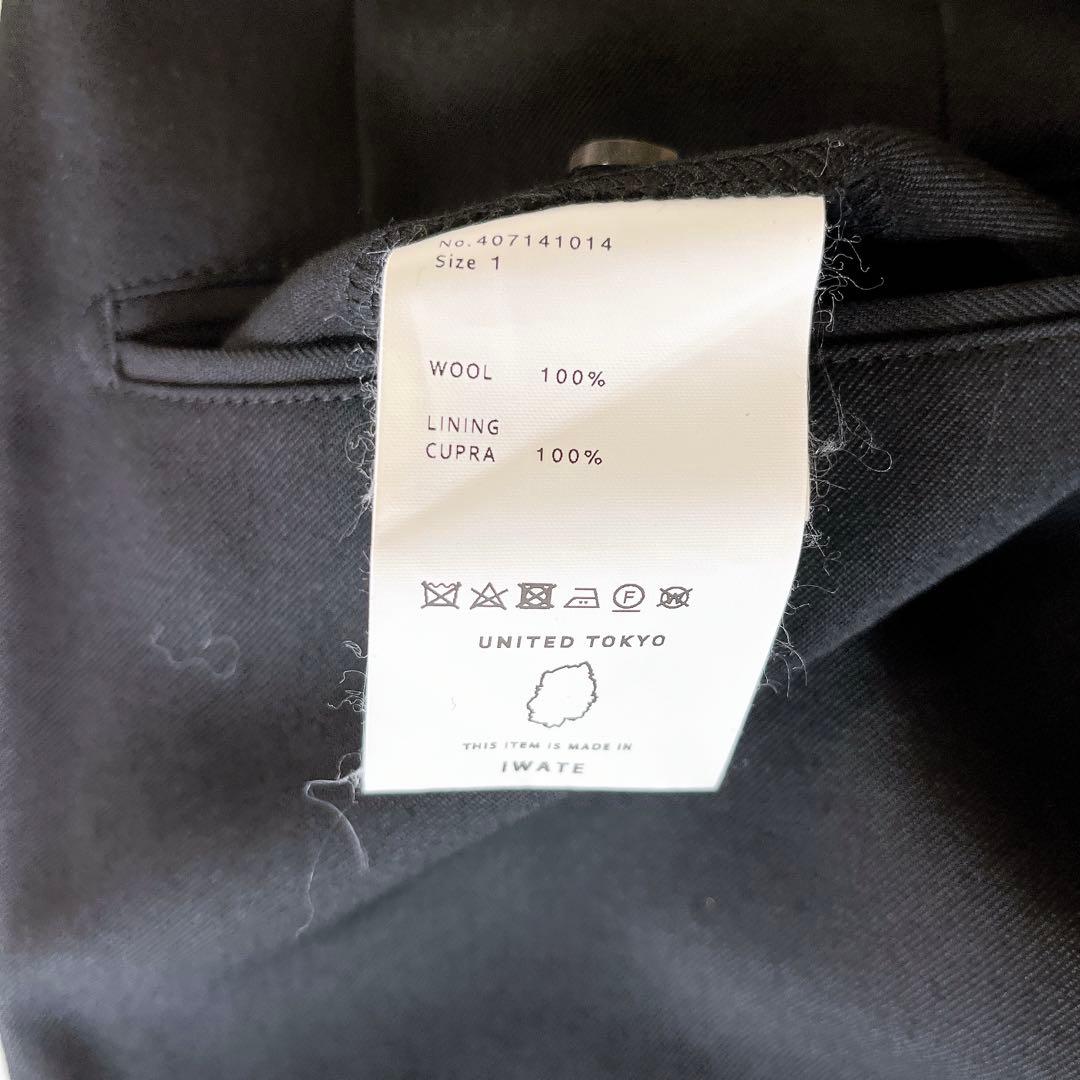 No.407141014
Size 1
WOOL 100%
LINING
CUPRA 100%
F W
UNITED TOKYO
THIS ITEM IS MADE IN
IWATE